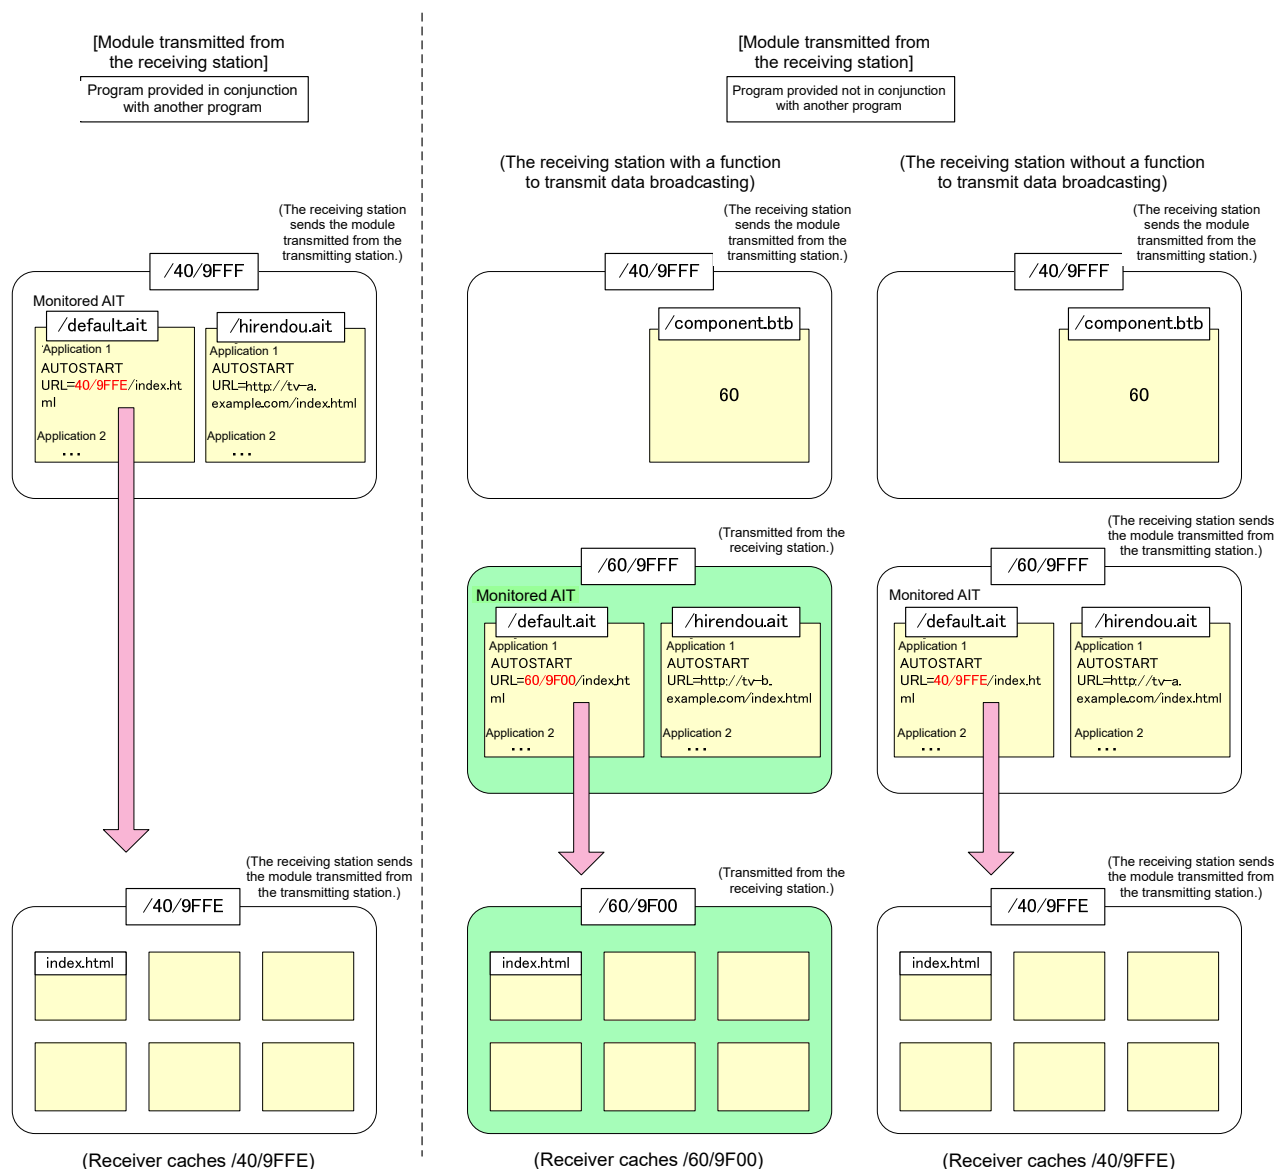 [Module transmitted from
the receiving station]
Program provided in conjunction
with another program
(The receiving station
sends the module
transmitted from the
transmitting station.)
/40/9FFF
Monitored AIT
/default.ait
Application 1
AUTOSTART
URL=40/9FFE/index.ht
ml
Application 2
...
/hirendou.ait
Application 1
AUTOSTART
URL=http://tv-a.
example.com/index.html
Application 2
...
(The receiving station sends
the module transmitted from
the transmitting station.)
/40/9FFE
index.html
(Receiver caches /40/9FFE)
[Module transmitted from
the receiving station]
Program provided not in conjunction
with another program
(The receiving station with a function
to transmit data broadcasting)
(The receiving station
sends the module
transmitted from the
transmitting station.)
/40/9FFF
/component.btb
60
(Transmitted from the
receiving station.)
/60/9FFF
Monitored AIT
/default.ait
Application 1
AUTOSTART
URL=60/9F00/index.ht
ml
Application 2
...
/hirendou.ait
Application 1
AUTOSTART
URL=http://tv-b.
example.com/index.html
Application 2
...
(Transmitted from the
receiving station.)
/60/9F00
index.html
(Receiver caches /60/9F00)
(The receiving station without a function
to transmit data broadcasting)
(The receiving station
sends the module
transmitted from the
transmitting station.)
/40/9FFF
/component.btb
60
(The receiving station sends
the module transmitted from
the transmitting station.)
/60/9FFF
Monitored AIT
/default.ait
Application 1
AUTOSTART
URL=40/9FFE/index.ht
ml
Application 2
...
/hirendou.ait
Application 1
AUTOSTART
URL=http://tv-a.
example.com/index.html
Application 2
...
(The receiving station sends
the module transmitted from
the transmitting station.)
/40/9FFE
index.html
(Receiver caches /40/9FFE)